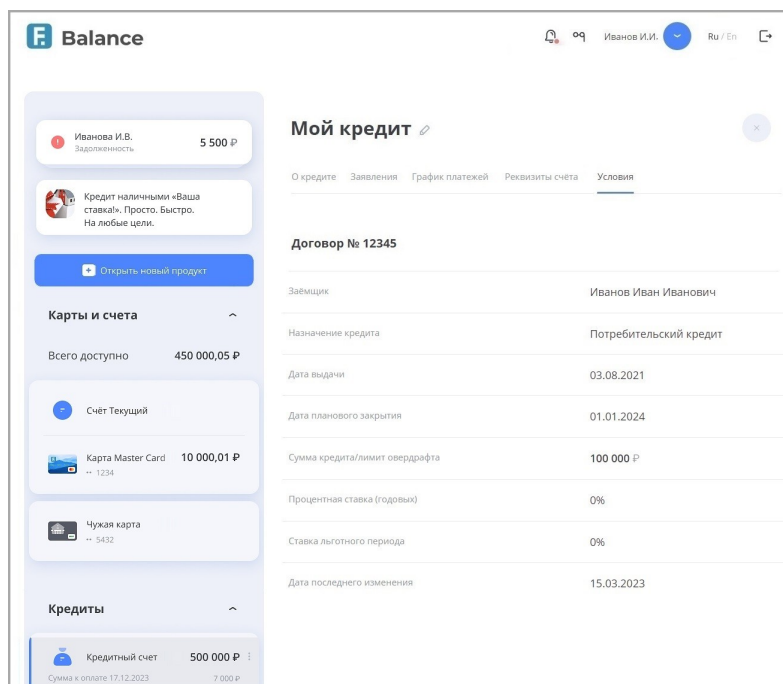 F. Balance
Иванов И.И.
Ru / En
Иванова И.В.
Задолженность
5 500 ₽
Кредит наличными «Ваша
ставка!». Просто. Быстро.
На любые цели.
Открыть новый продукт
Карты и счета
Всего доступно 450 000,05 ₽
Счёт Текущий
Карта Master Card 10 000,01 ₽
•• 1234
Чужая карта
•• 5432
Кредиты
Кредитный счет 500 000 ₽
Сумма к оплате 17.12.2023 7 000 ₽
Мой кредит
О кредите Заявления График платежей Реквизиты счёта Условия
Договор № 12345
Заёмщик Иванов Иван Иванович
Назначение кредита Потребительский кредит
Дата выдачи 03.08.2021
Дата планового закрытия 01.01.2024
Сумма кредита/лимит овердрафта 100 000 ₽
Процентная ставка (годовых) 0%
Ставка льготного периода 0%
Дата последнего изменения 15.03.2023